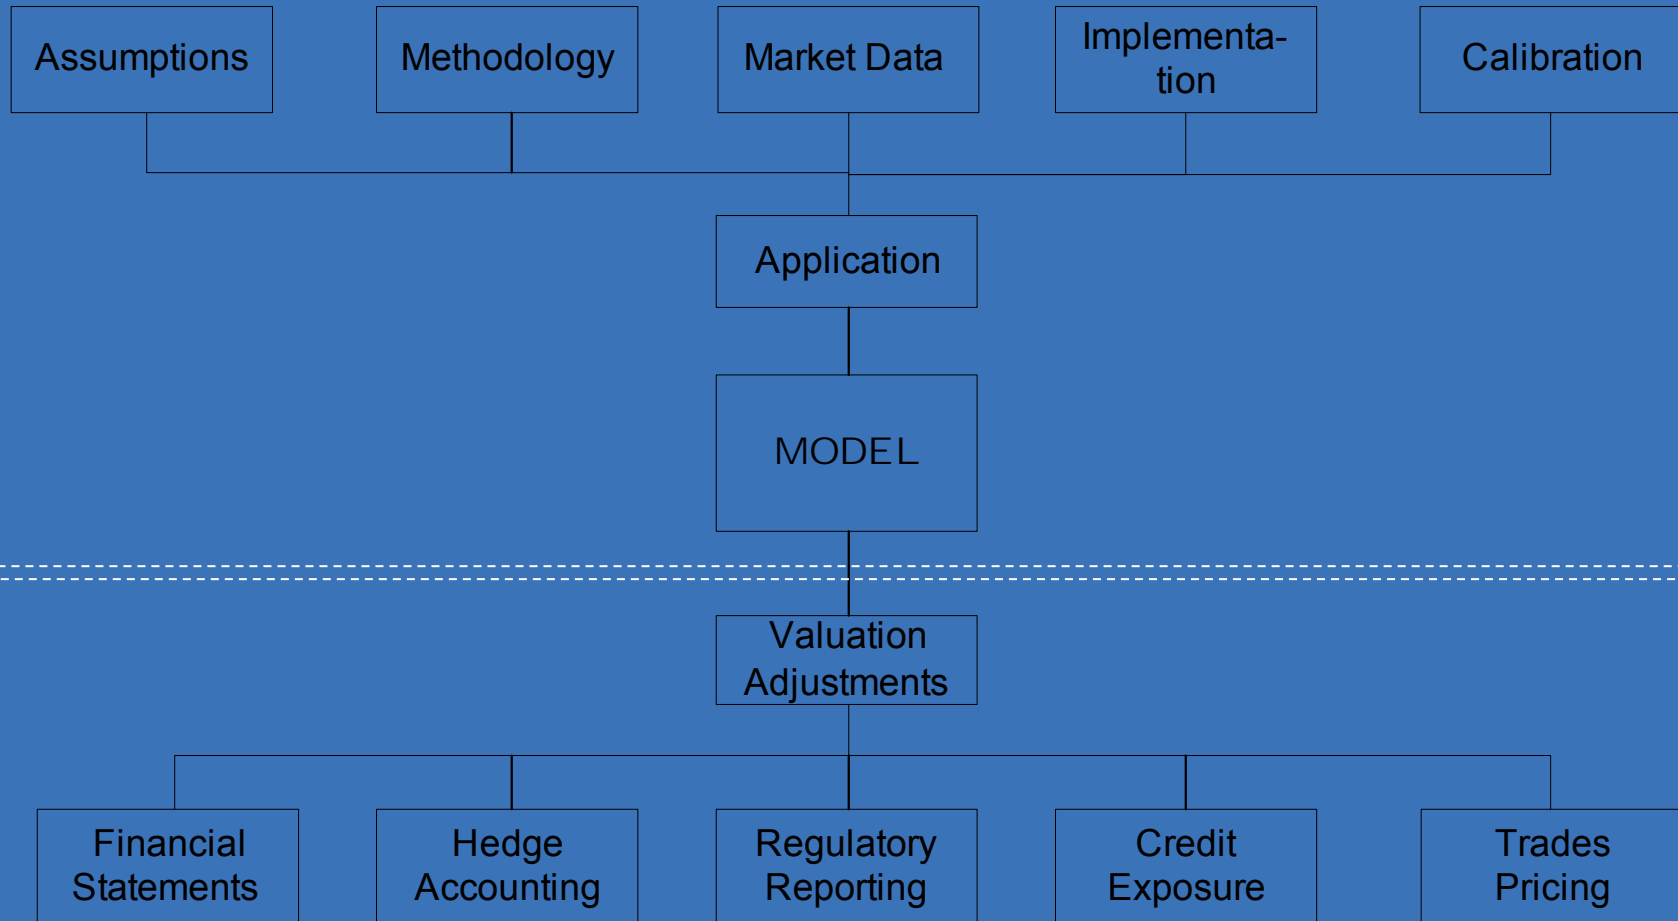 Assumptions
Methodology
Market Data
Implementa-
tion
Calibration
Application
MODEL
Valuation
Adjustments
Financial
Statements
Hedge
Accounting
Regulatory
Reporting
Credit
Exposure
Trades
Pricing